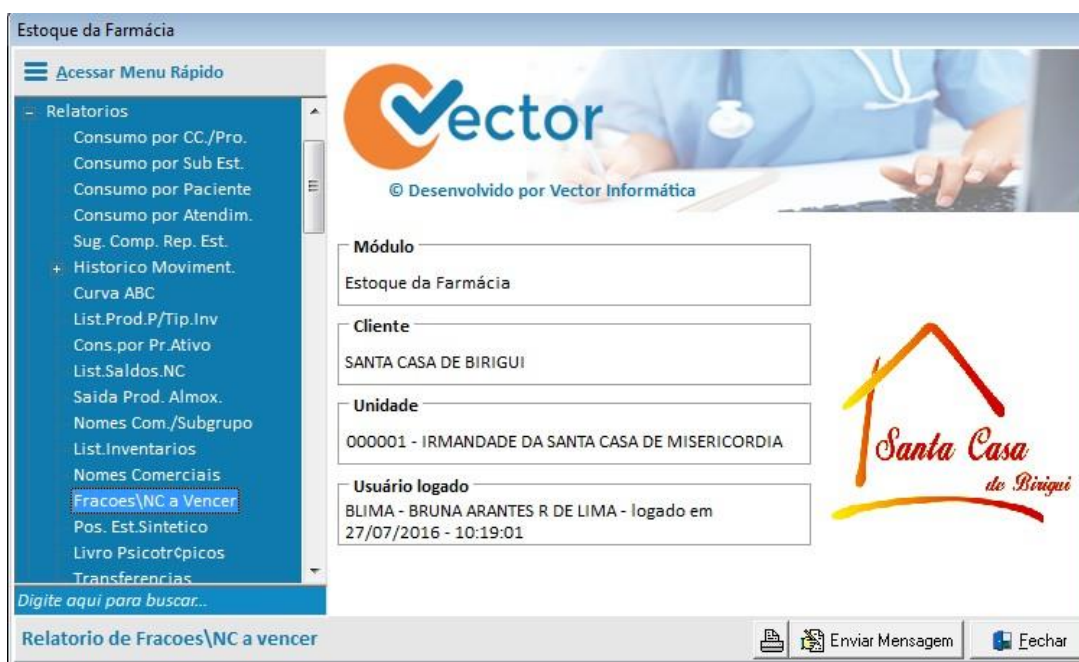 Estoque da Farmácia
Acessar Menu Rápido
Relatorios
Consumo por CC./Pro.
Consumo por Sub Est.
Consumo por Paciente
Consumo por Atendim.
Sug. Comp. Rep. Est.
Historico Moviment.
Curva ABC
List.Prod.P/Tip.Inv
Cons.por Pr.Ativo
List.Saldos.NC
Saida Prod. Almox.
Nomes Com./Subgrupo
List.Inventarios
Nomes Comerciais
Fracoes\NC a Vencer
Pos. Est.Sintetico
Livro Psicotr¢picos
Transferencias
Digite aqui para buscar...
Vector
© Desenvolvido por Vector Informática
Módulo
Estoque da Farmácia
Cliente
SANTA CASA DE BIRIGUI
Unidade
000001 - IRMANDADE DA SANTA CASA DE MISERICORDIA
Usuário logado
BLIMA - BRUNA ARANTES R DE LIMA - logado em
27/07/2016 - 10:19:01
Santa Casa
de Birigui
Relatorio de Fracoes\NC a vencer
Enviar Mensagem
Fechar